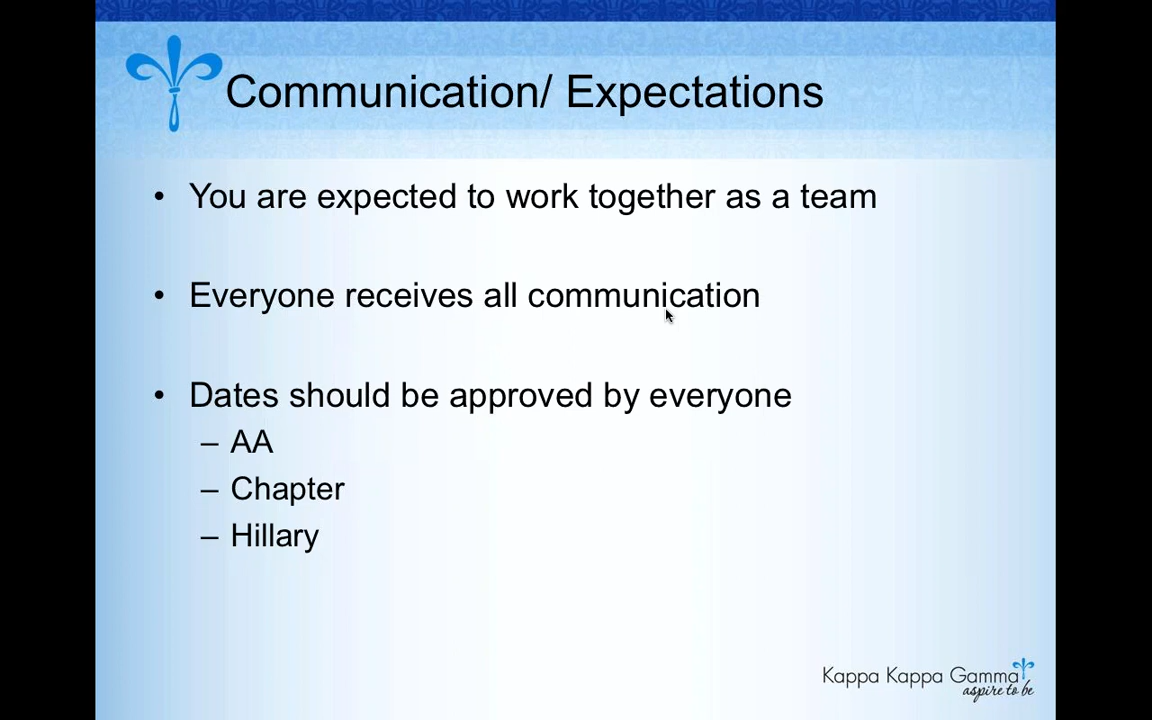 Communication/ Expectations
• You are expected to work together as a team
• Everyone receives all communication
• Dates should be approved by everyone
– AA
– Chapter
– Hillary
Kappa Kappa Gamma
aspire to be